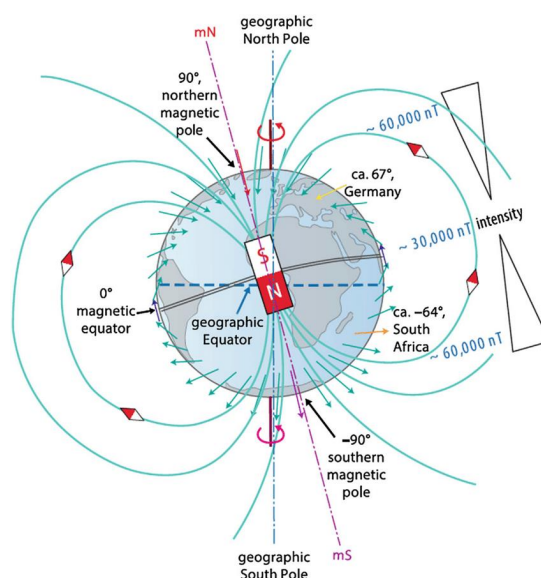 mN
geographic
North Pole
90°,
northern
magnetic
pole
~ 60,000 nT
ca. 67°,
Germany
~ 30,000 nT intensity
S
N
0°
magnetic
equator
geographic
Equator
ca. –64°,
South
Africa
~ 60,000 nT
–90°
southern
magnetic
pole
geographic
South Pole
mS